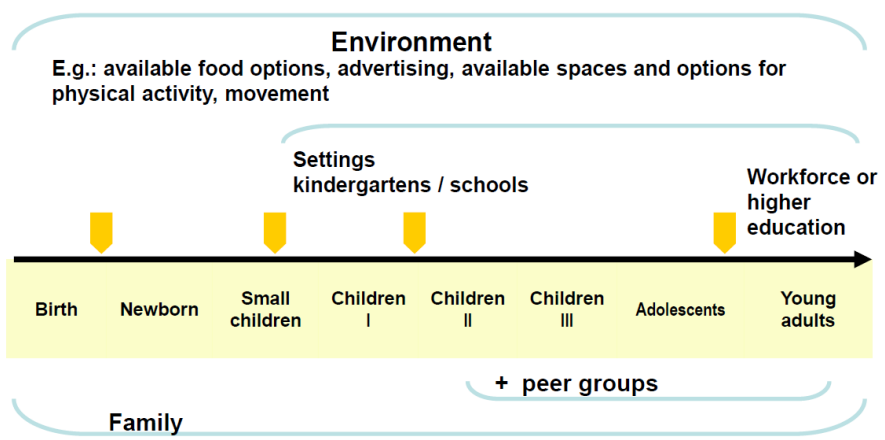 Environment
E.g.: available food options, advertising, available spaces and options for
physical activity, movement
Settings
kindergartens / schools
Workforce or
higher
education
Birth
Newborn
Small
children
Children
I
Children
II
Children
III
Adolescents
Young
adults
+ peer groups
Family